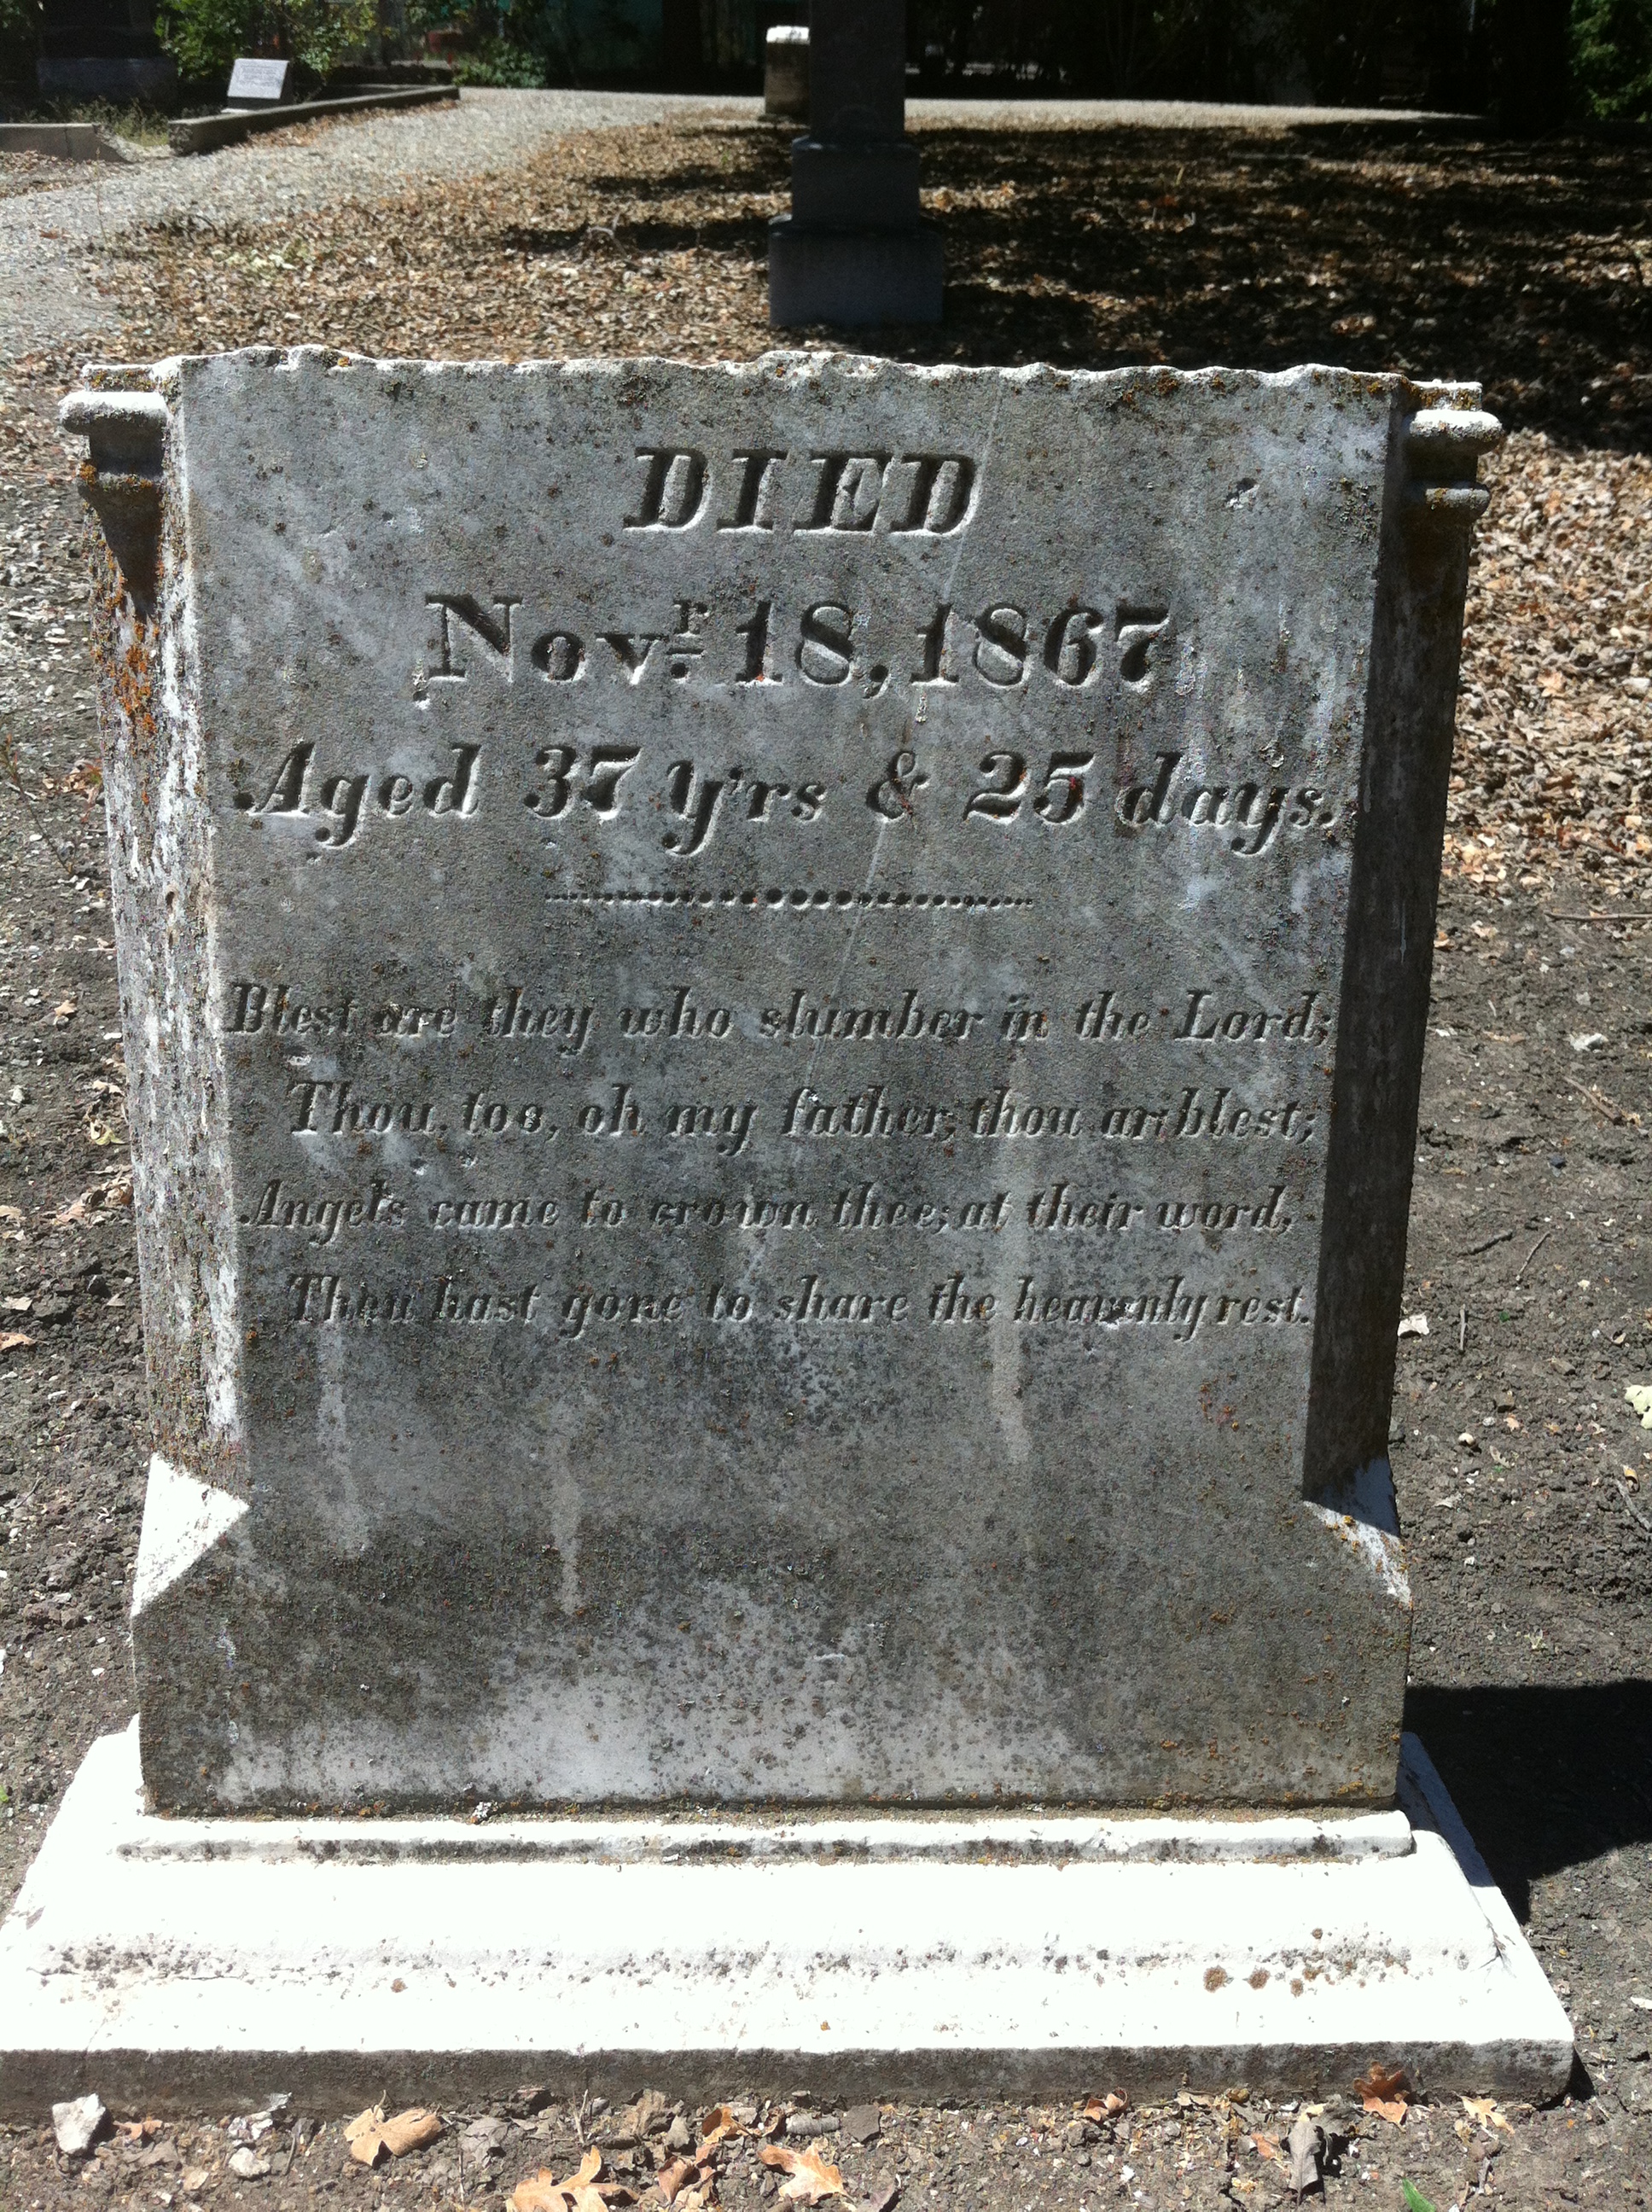 DIED
Nov.r 18, 1867
Aged 37 y'rs & 25 days.
Blest are they who slumber in the Lord;
Thou, too, oh my father, thou art blest;
Angels came to crown thee; at their word,
Thou hast gone to share the heavenly rest.